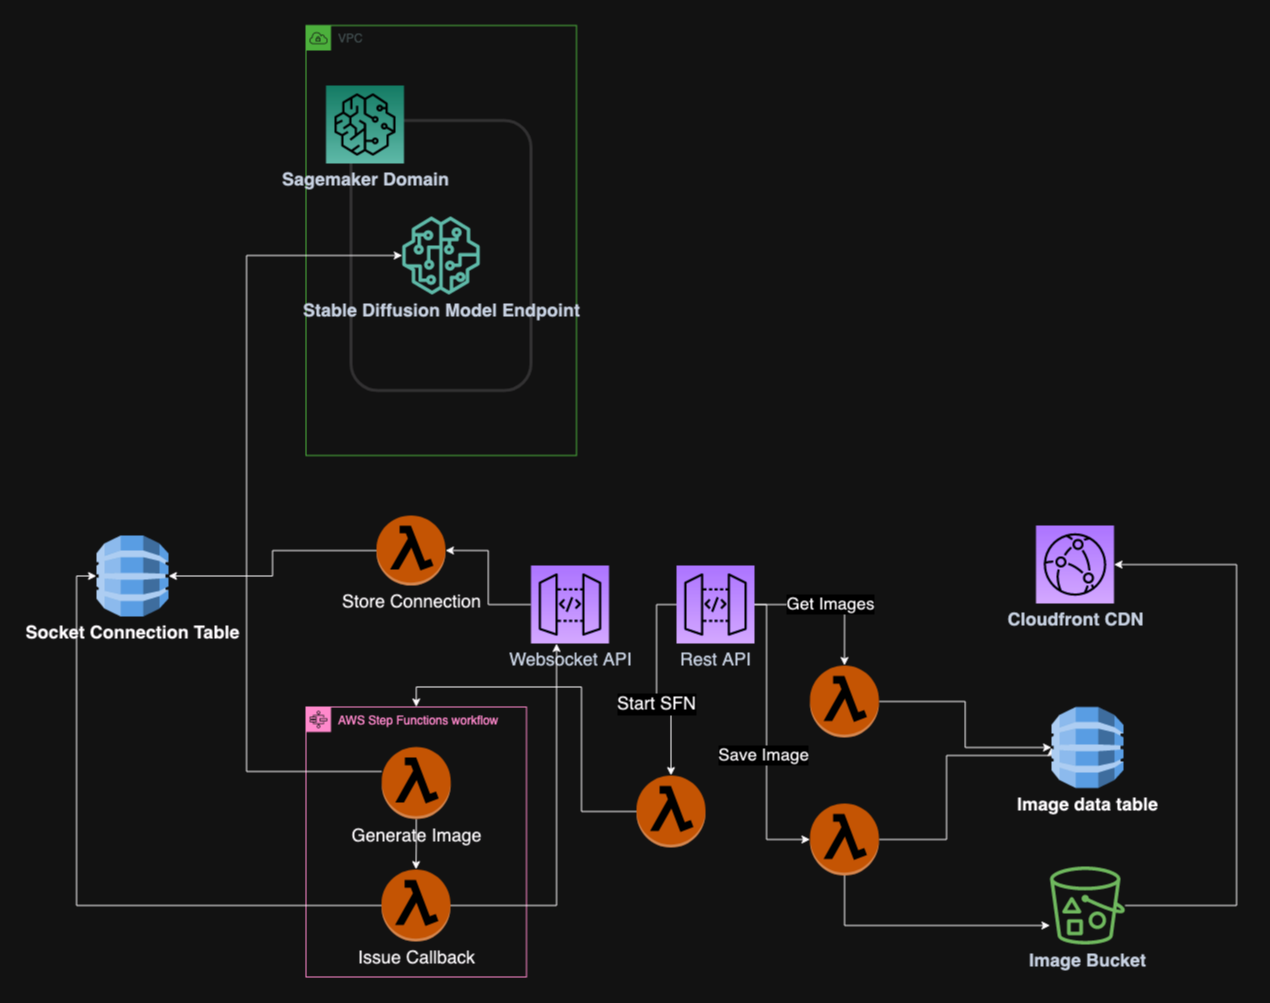 VPC
Sagemaker Domain
Stable Diffusion Model Endpoint
Store Connection
Socket Connection Table
Websocket API
Rest API
Get Images
Cloudfront CDN
Start SFN
AWS Step Functions workflow
Save Image
Image data table
Generate Image
Issue Callback
Image Bucket